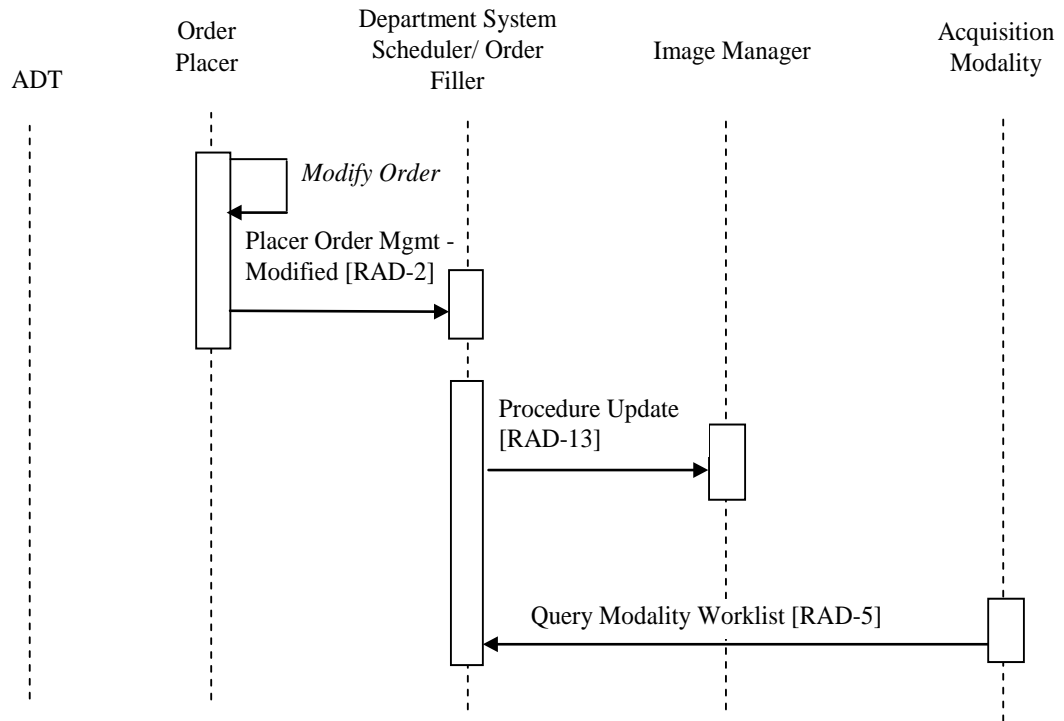 ADT
Order
Placer
Department System
Scheduler/ Order
Filler
Image Manager
Acquisition
Modality
Modify Order
Placer Order Mgmt -
Modified [RAD-2]
Procedure Update
[RAD-13]
Query Modality Worklist [RAD-5]